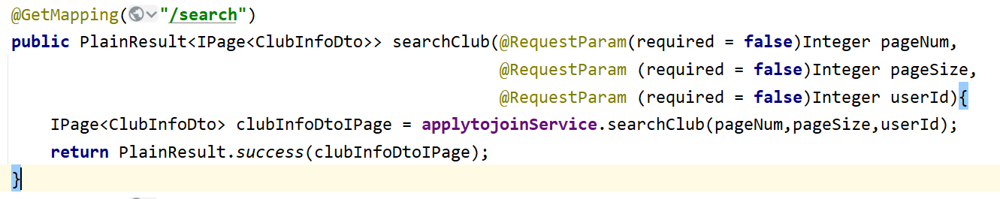 @GetMapping("/search")
public PlainResult<IPage<ClubInfoDto>> searchClub(@RequestParam(required = false)Integer pageNum,
@RequestParam (required = false)Integer pageSize,
@RequestParam (required = false)Integer userId){
IPage<ClubInfoDto> clubInfoDtoIPage = applytojoinService.searchClub(pageNum,pageSize,userId);
return PlainResult.success(clubInfoDtoIPage);
}